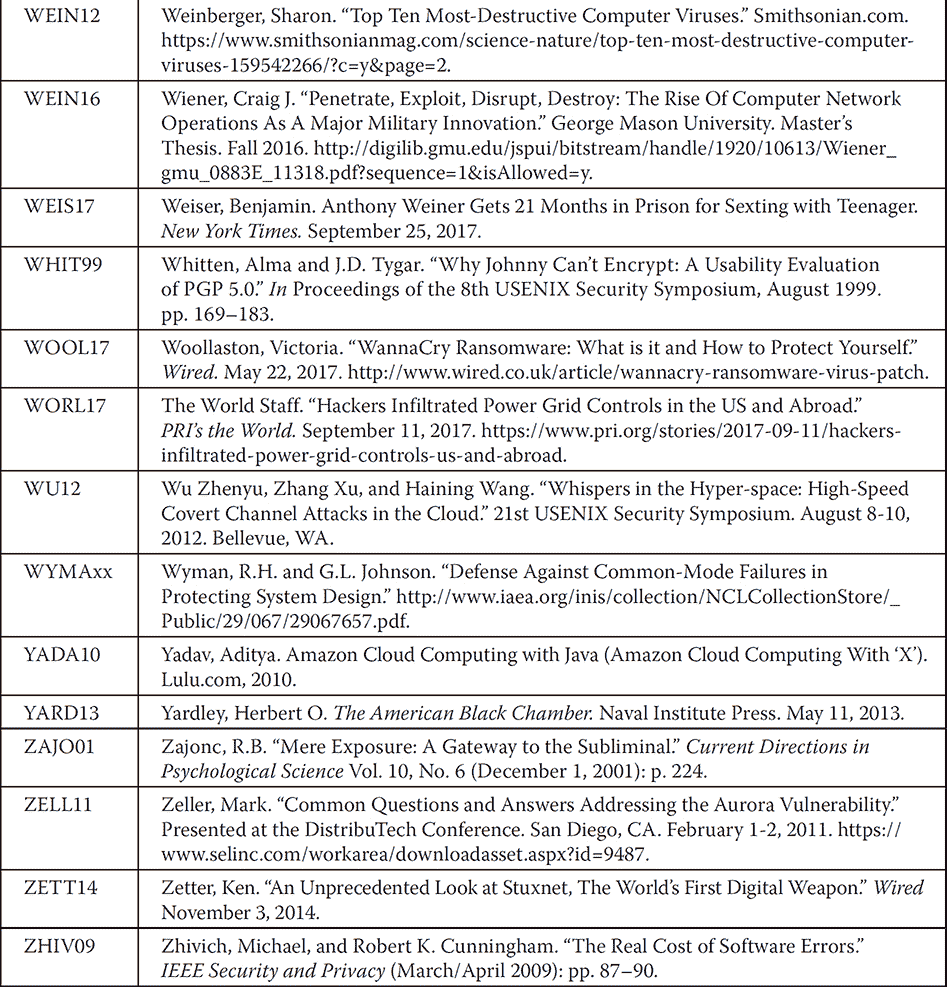 WEIN12 Weinberger, Sharon. “Top Ten Most-Destructive Computer Viruses.” Smithsonian.com.
https://www.smithsonianmag.com/science-nature/top-ten-most-destructive-computer-
viruses-159542266/?c=y&page=2.
WEIN16 Wiener, Craig J. “Penetrate, Exploit, Disrupt, Destroy: The Rise Of Computer Network
Operations As A Major Military Innovation.” George Mason University. Master’s
Thesis. Fall 2016. http://digilib.gmu.edu/jspui/bitstream/handle/1920/10613/Wiener_
gmu_0883E_11318.pdf?sequence=1&isAllowed=y.
WEIS17 Weiser, Benjamin. Anthony Weiner Gets 21 Months in Prison for Sexting with Teenager.
New York Times. September 25, 2017.
WHIT99 Whitten, Alma and J.D. Tygar. “Why Johnny Can’t Encrypt: A Usability Evaluation
of PGP 5.0.” In Proceedings of the 8th USENIX Security Symposium, August 1999.
pp. 169–183.
WOOL17 Woollaston, Victoria. “WannaCry Ransomware: What is it and How to Protect Yourself.”
Wired. May 22, 2017. http://www.wired.co.uk/article/wannacry-ransomware-virus-patch.
WORL17 The World Staff. “Hackers Infiltrated Power Grid Controls in the US and Abroad.”
PRI’s the World. September 11, 2017. https://www.pri.org/stories/2017-09-11/hackers-
infiltrated-power-grid-controls-us-and-abroad.
WU12 Wu Zhenyu, Zhang Xu, and Haining Wang. “Whispers in the Hyper-space: High-Speed
Covert Channel Attacks in the Cloud.” 21st USENIX Security Symposium. August 8-10,
2012. Bellevue, WA.
WYMAxx Wyman, R.H. and G.L. Johnson. “Defense Against Common-Mode Failures in
Protecting System Design.” http://www.iaea.org/inis/collection/NCLCollectionStore/_
Public/29/067/29067657.pdf.
YADA10 Yadav, Aditya. Amazon Cloud Computing with Java (Amazon Cloud Computing With ‘X’).
Lulu.com, 2010.
YARD13 Yardley, Herbert O. The American Black Chamber. Naval Institute Press. May 11, 2013.
ZAJO01 Zajonc, R.B. “Mere Exposure: A Gateway to the Subliminal.” Current Directions in
Psychological Science Vol. 10, No. 6 (December 1, 2001): p. 224.
ZELL11 Zeller, Mark. “Common Questions and Answers Addressing the Aurora Vulnerability.”
Presented at the DistribuTech Conference. San Diego, CA. February 1-2, 2011. https://
www.selinc.com/workarea/downloadasset.aspx?id=9487.
ZETT14 Zetter, Ken. “An Unprecedented Look at Stuxnet, The World’s First Digital Weapon.” Wired
November 3, 2014.
ZHIV09 Zhivich, Michael, and Robert K. Cunningham. “The Real Cost of Software Errors.”
IEEE Security and Privacy (March/April 2009): pp. 87–90.